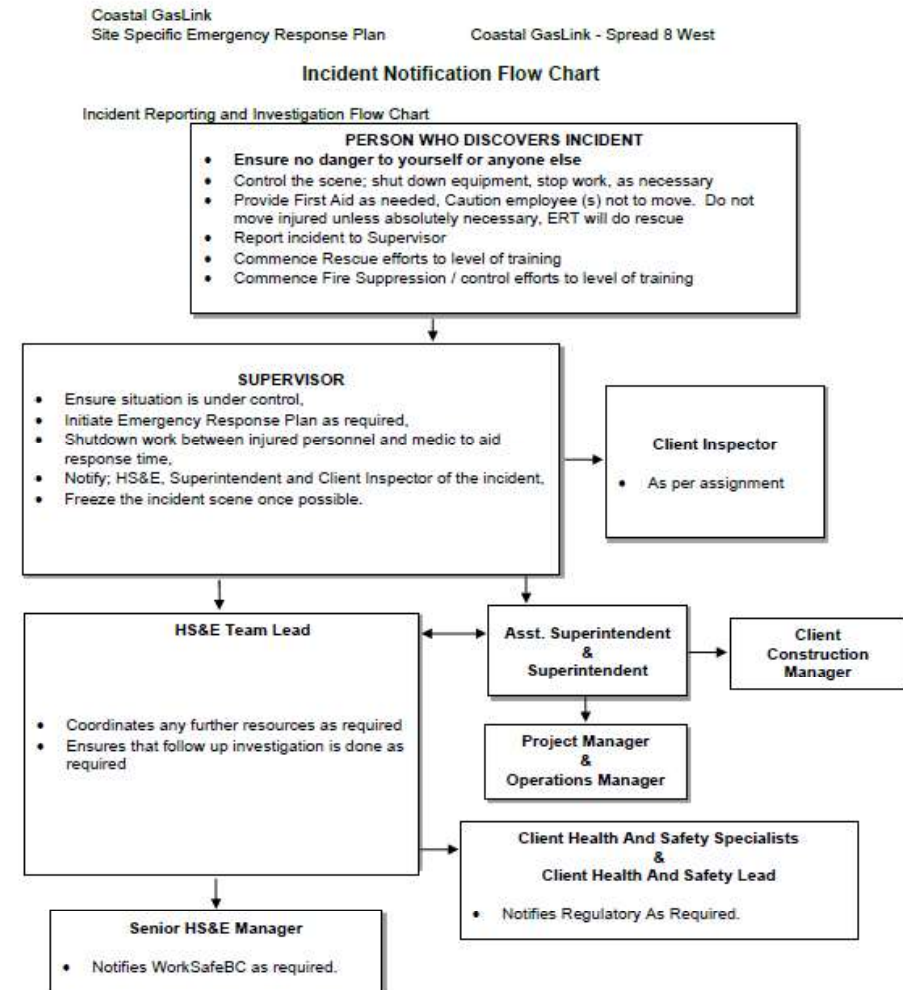 Coastal GasLink
Site Specific Emergency Response Plan Coastal GasLink - Spread 8 West
Incident Notification Flow Chart
Incident Reporting and Investigation Flow Chart
PERSON WHO DISCOVERS INCIDENT
• Ensure no danger to yourself or anyone else
• Control the scene; shut down equipment, stop work, as necessary
• Provide First Aid as needed, Caution employee (s) not to move. Do not
move injured unless absolutely necessary, ERT will do rescue
• Report incident to Supervisor
• Commence Rescue efforts to level of training
• Commence Fire Suppression / control efforts to level of training
SUPERVISOR
• Ensure situation is under control,
• Initiate Emergency Response Plan as required,
• Shutdown work between injured personnel and medic to aid
response time,
• Notify; HS&E, Superintendent and Client Inspector of the incident,
• Freeze the incident scene once possible.
Client Inspector
• As per assignment
HS&E Team Lead
• Coordinates any further resources as required
• Ensures that follow up investigation is done as
required
Asst. Superintendent
&
Superintendent
Client
Construction
Manager
Project Manager
&
Operations Manager
Client Health And Safety Specialists
&
Client Health And Safety Lead
• Notifies Regulatory As Required.
Senior HS&E Manager
• Notifies WorkSafeBC as required.